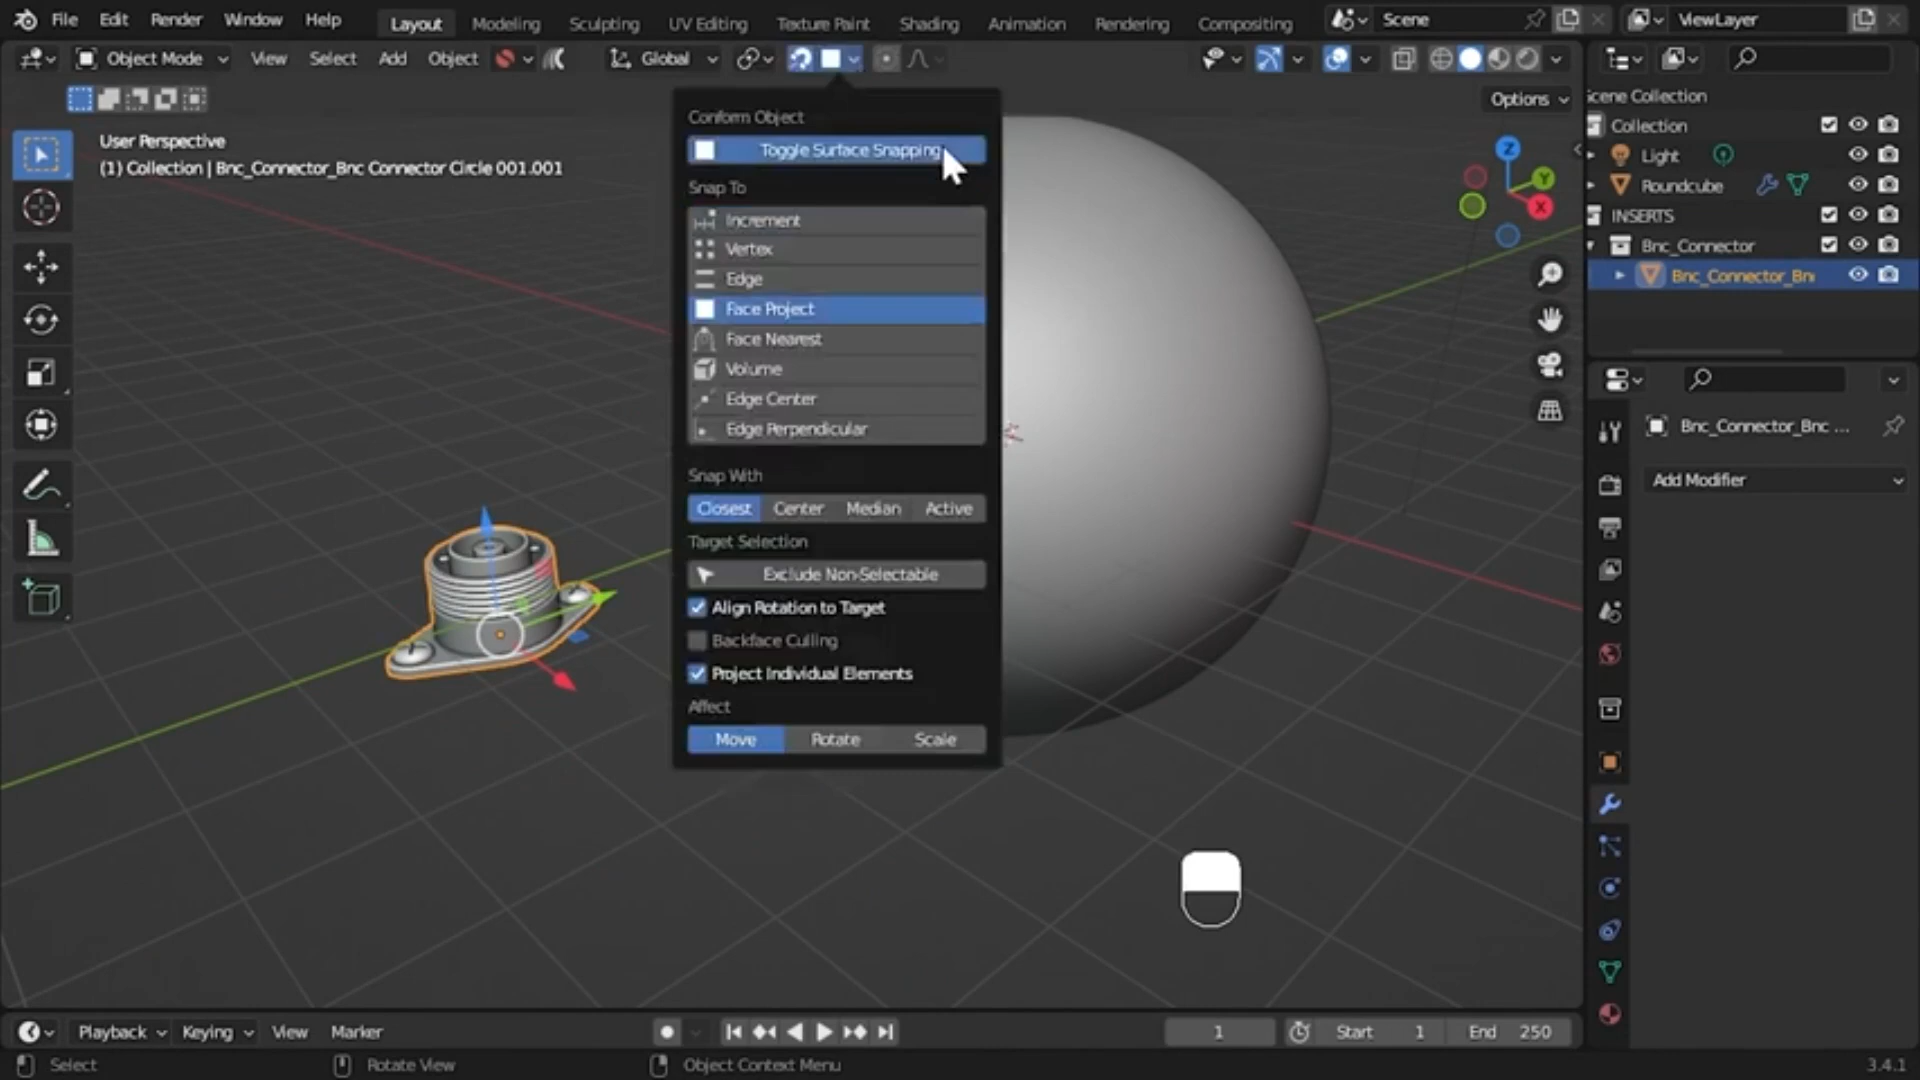 File Edit Render Window Help Layout Modeling Sculpting UV Editing Texture Paint Shading Animation Rendering Compositing Scene ViewLayer
Object Mode View Select Add Object Global
Options
User Perspective
(1) Collection | Bnc_Connector_Bnc Connector Circle 001.001
Conform Object
Toggle Surface Snapping
Snap To
Increment
Vertex
Edge
Face Project
Face Nearest
Volume
Edge Center
Edge Perpendicular
Snap With
Closest Center Median Active
Target Selection
Exclude Non-Selectable
Align Rotation to Target
Backface Culling
Project Individual Elements
Affect
Move Rotate Scale
Z
Y
X
Scene Collection
Collection
Light
Roundcube
INSERTS
Bnc_Connector
Bnc_Connector_Bn
Bnc_Connector_Bnc ...
Add Modifier
Playback Keying View Marker 1 Start 1 End 250
Select Rotate View Object Context Menu 3.4.1